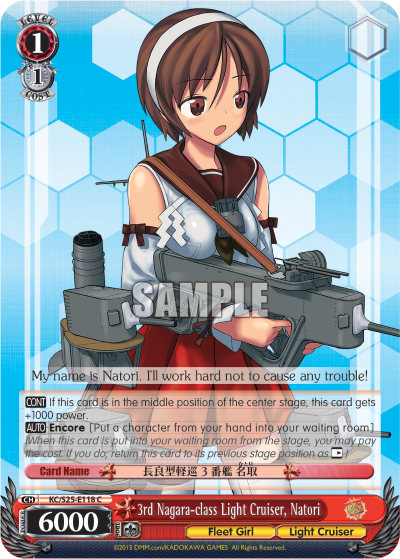 LEVEL
1
1
COST
SAMPLE
My name is Natori. I'll work hard not to cause any trouble!
CONT If this card is in the middle position of the center stage, this card gets
+1000 power.
AUTO Encore [Put a character from your hand into your waiting room]
(When this card is put into your waiting room from the stage, you may pay
the cost. If you do, return this card to its previous stage position as
Card Name 長良型軽巡3番艦 名取
CH KC/S25-E118 C
3rd Nagara-class Light Cruiser, Natori
POWER 6000 SOUL
Fleet Girl Light Cruiser
©2015 DMM.com/KADOKAWA GAMES All Rights Reserved.